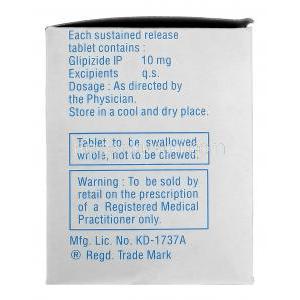 Each sustained release
tablet contains :
Glipizide IP 10 mg
Excipients q.s.
Dosage : As directed by
the Physician.
Store in a cool and dry place.
Tablet to be swallowed
whole, not to be chewed.
Warning : To be sold by
retail on the prescription
of a Registered Medical
Practitioner only.
Mfg. Lic. No. KD-1737A
® Regd. Trade Mark